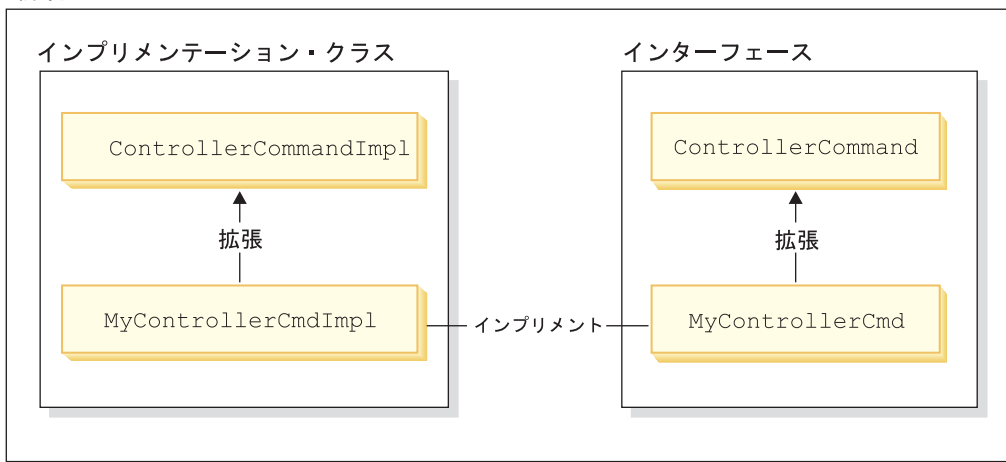 インプリメンテーション・クラス
ControllerCommandImpl
拡張
MyControllerCmdImpl
インプリメント
インターフェース
ControllerCommand
拡張
MyControllerCmd